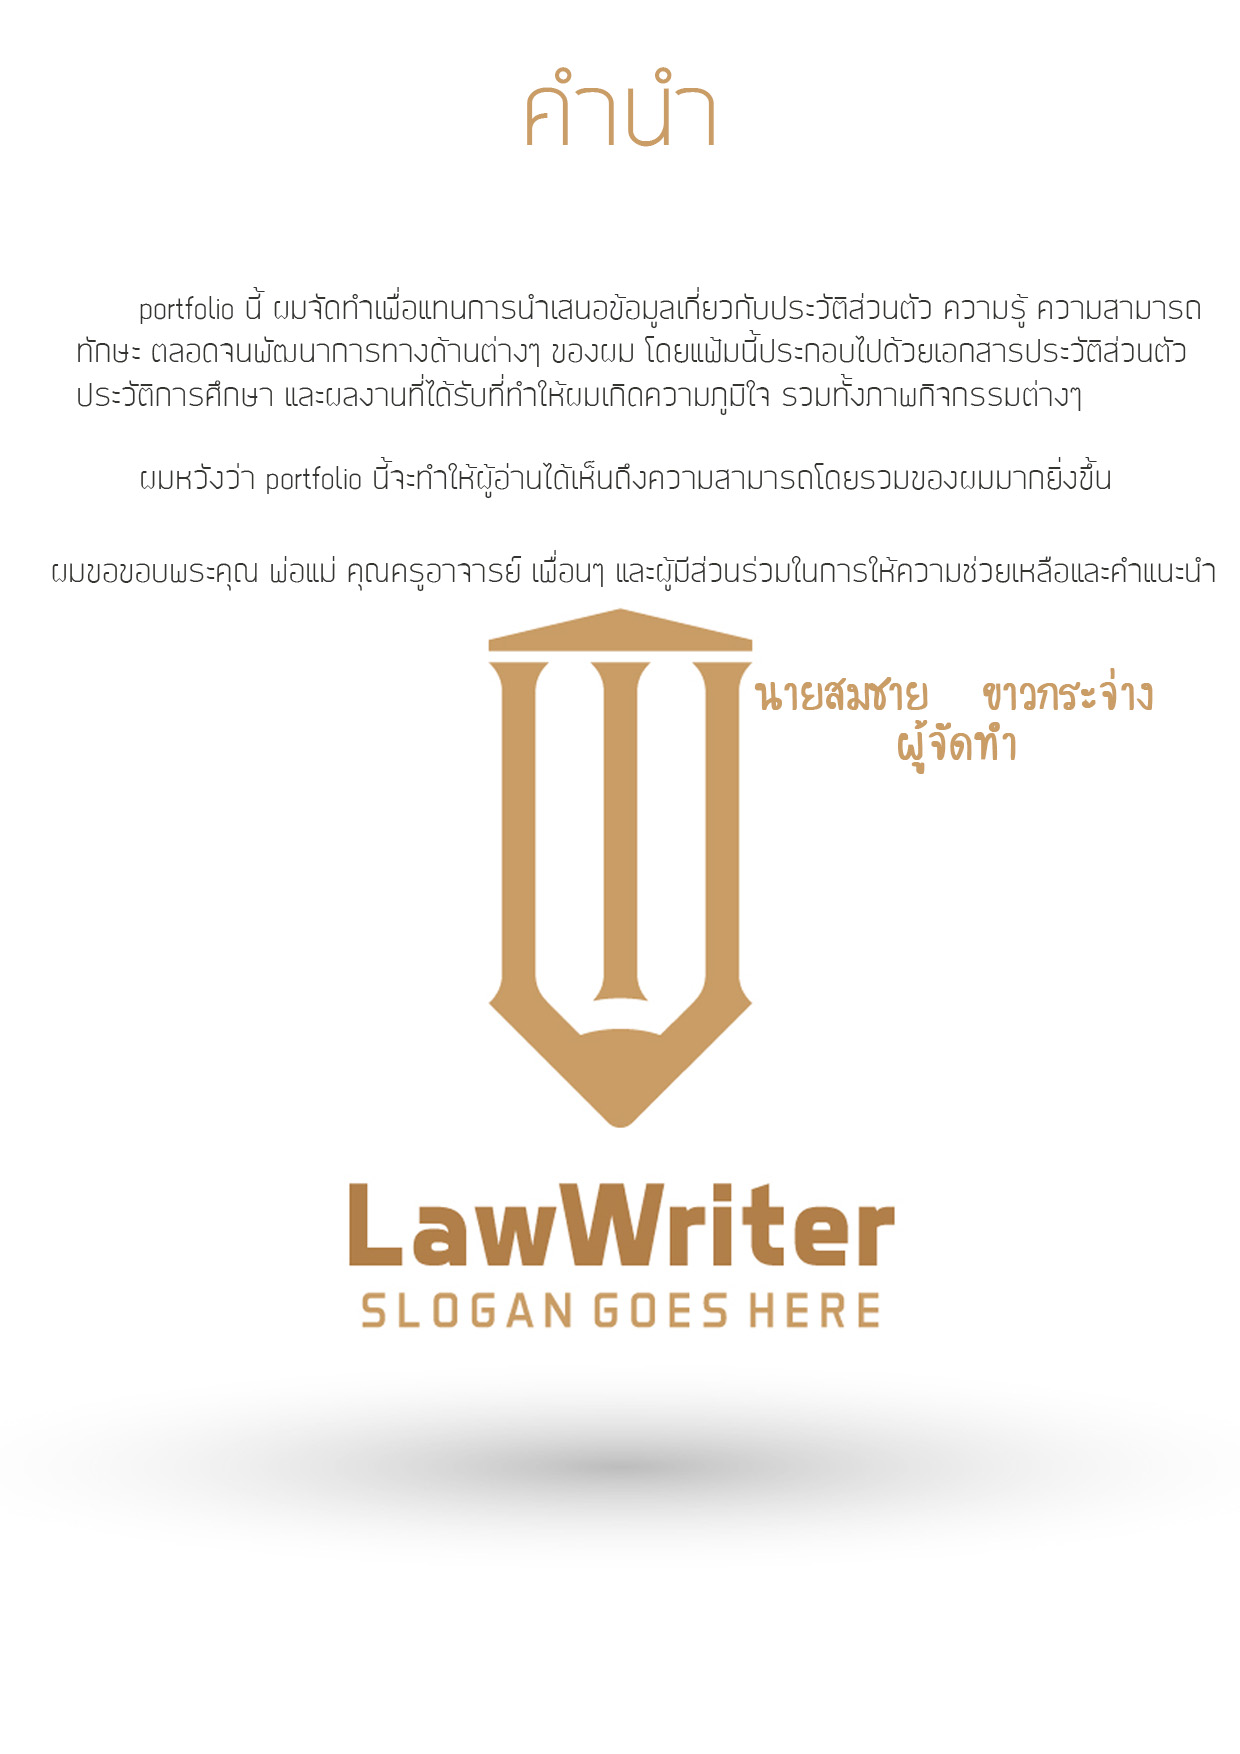 คำนำ
portfolio นี้ ผมจัดทำเพื่อแทนการนำเสนอข้อมูลเกี่ยวกับประวัติส่วนตัว ความรู้ ความสามารถ
ทักษะ ตลอดจนพัฒนาการทางด้านต่างๆ ของผม โดยแฟ้มนี้ประกอบไปด้วยเอกสารประวัติส่วนตัว
ประวัติการศึกษา และผลงานที่ได้รับที่ทำให้ผมเกิดความภูมิใจ รวมทั้งภาพกิจกรรมต่างๆ
ผมหวังว่า portfolio นี้จะทำให้ผู้อ่านได้เห็นถึงความสามารถโดยรวมของผมมากยิ่งขึ้น
ผมขอขอบพระคุณ พ่อแม่ คุณครูอาจารย์ เพื่อนๆ และผู้มีส่วนร่วมในการให้ความช่วยเหลือและคำแนะนำ
นายสมชาย ขาวกระจ่าง
ผู้จัดทำ
LawWriter
SLOGAN GOES HERE